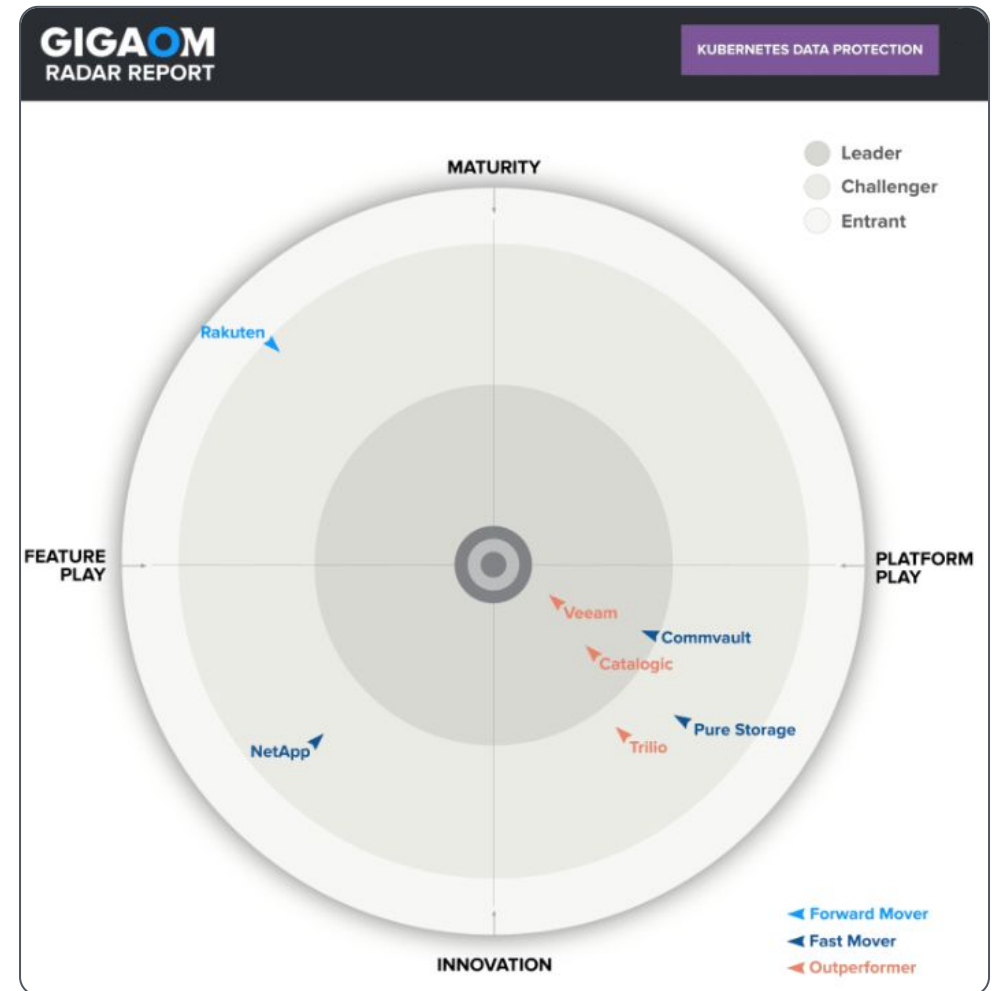 GIGAOM
RADAR REPORT
KUBERNETES DATA PROTECTION
Leader
Challenger
Entrant
MATURITY
Rakuten
FEATURE
PLAY
PLATFORM
PLAY
Veeam
Commvault
Catalogic
Pure Storage
Trilio
NetApp
INNOVATION
Forward Mover
Fast Mover
Outperformer